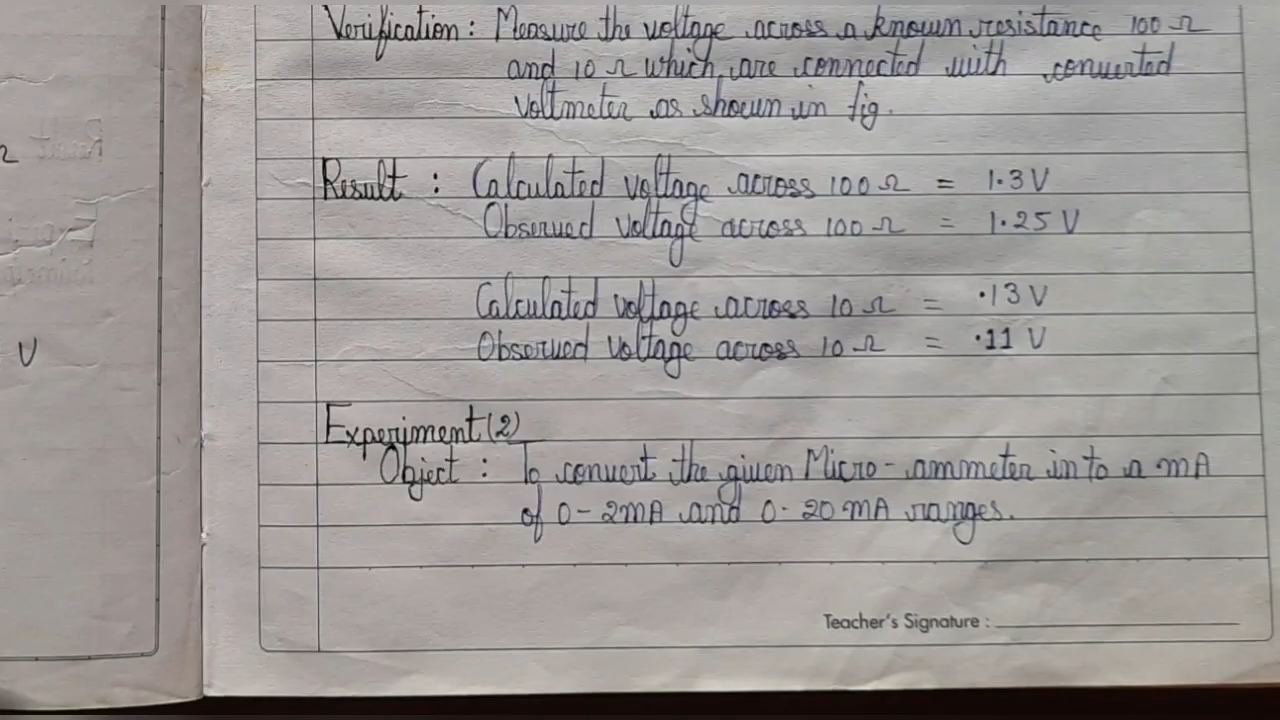 Verification : Measure the voltage across a known resistance 100 Ω
and 10 Ω which are connected with converted
voltmeter as shown in fig.
Result : Calculated voltage across 100 Ω = 1.3 V
Observed voltage across 100 Ω = 1.25 V
Calculated voltage across 10 Ω = .13 V
Observed voltage across 10 Ω = .11 V
V
Experiment (2)
Object : To convert the given Micro-ammeter in to a mA
of 0-2mA and 0-20 mA ranges.
Teacher's Signature :